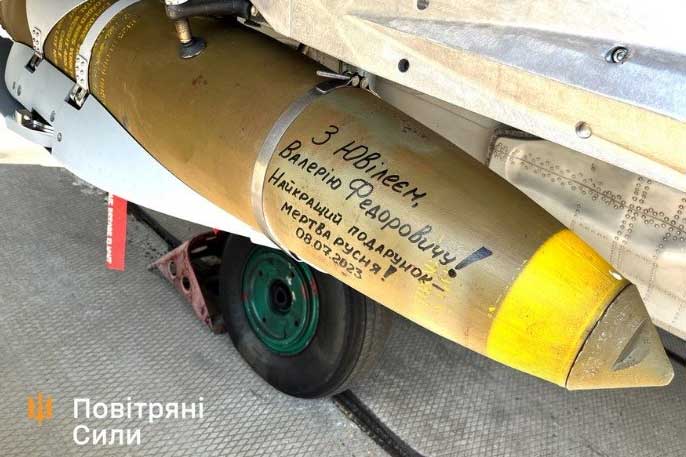 З Ювілеєм,
Валерію Федоровичу!
Найкращий подарунок–
мертва русня!
08.07.2023
Повітряні
Сили